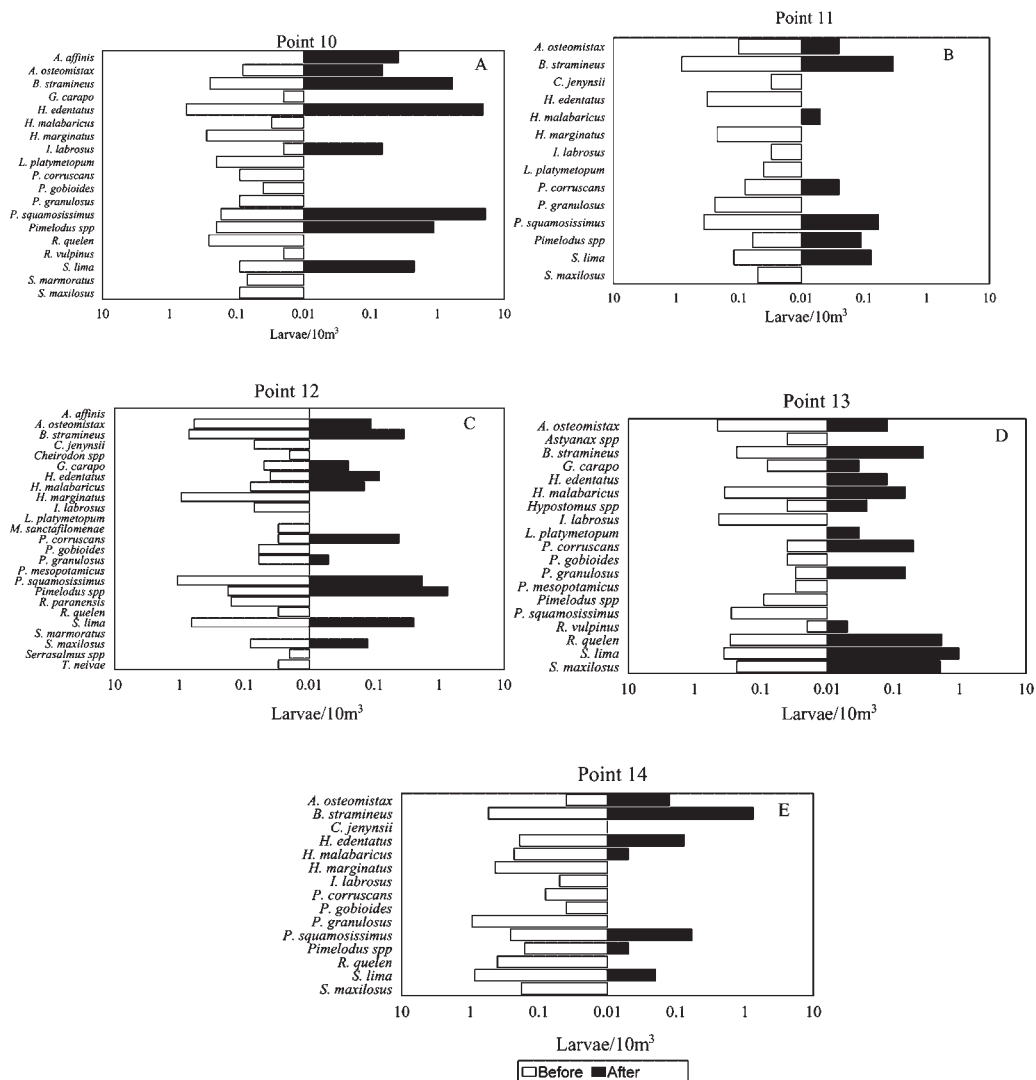 Point 10
A
A. affinis
A. osteomistax
B. stramineus
G. carapo
H. edentatus
H. malabaricus
H. marginatus
I. labrosus
L. platymetopum
P. corruscans
P. gobioides
P. granulosus
P. squamosissimus
Pimelodus spp
R. quelen
R. vulpinus
S. lima
S. marmoratus
S. maxilosus
10 1 0.1 0.01 0.1 1 10
Larvae/10m³
Point 11
B
A. osteomistax
B. stramineus
C. jenynsii
H. edentatus
H. malabaricus
H. marginatus
I. labrosus
L. platymetopum
P. corruscans
P. granulosus
P. squamosissimus
Pimelodus spp
S. lima
S. maxilosus
10 1 0.1 0.01 0.1 1 10
Larvae/10m³
Point 12
C
A. affinis
A. osteomistax
B. stramineus
C. jenynsii
Cheirodon spp
G. carapo
H. edentatus
H. malabaricus
H. marginatus
I. labrosus
L. platymetopum
M. sanctafilomenae
P. corruscans
P. gobioides
P. granulosus
P. mesopotamicus
P. squamosissimus
Pimelodus spp
R. paranensis
R. quelen
S. lima
S. marmoratus
S. maxilosus
Serrasalmus spp
T. neivae
10 1 0.1 0.01 0.1 1 10
Larvae/10m³
Point 13
D
A. osteomistax
Astyanax spp
B. stramineus
G. carapo
H. edentatus
H. malabaricus
Hypostomus spp
I. labrosus
L. platymetopum
P. corruscans
P. gobioides
P. granulosus
P. mesopotamicus
Pimelodus spp
P. squamosissimus
R. vulpinus
R. quelen
S. lima
S. maxilosus
10 1 0.1 0.01 0.1 1 10
Larvae/10m³
Point 14
E
A. osteomistax
B. stramineus
C. jenynsii
H. edentatus
H. malabaricus
H. marginatus
I. labrosus
P. corruscans
P. gobioides
P. granulosus
P. squamosissimus
Pimelodus spp
R. quelen
S. lima
S. maxilosus
10 1 0.1 0.01 0.1 1 10
Larvae/10m³
Before After